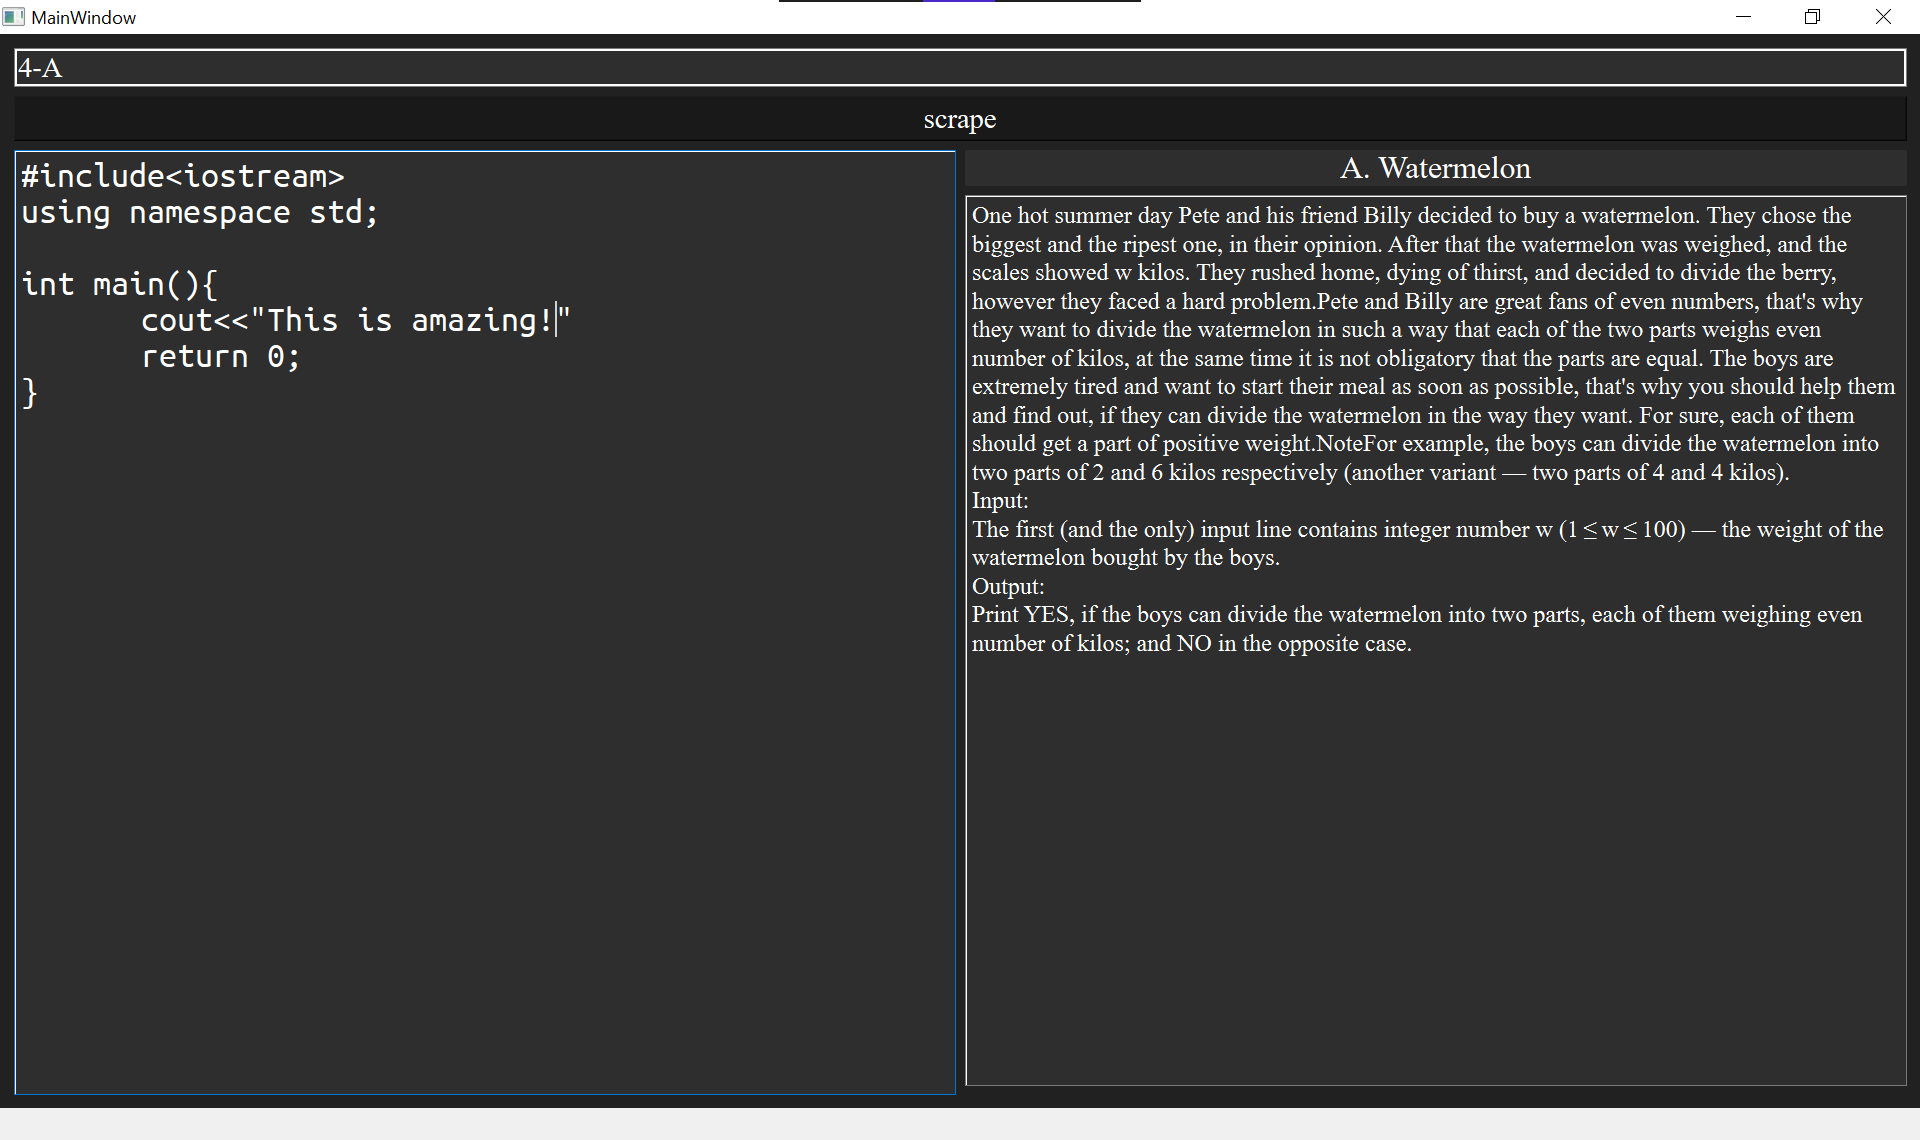 MainWindow
4-A
scrape
#include<iostream>
using namespace std;
int main(){
cout<<"This is amazing!"
return 0;
}
A. Watermelon
One hot summer day Pete and his friend Billy decided to buy a watermelon. They chose the
biggest and the ripest one, in their opinion. After that the watermelon was weighed, and the
scales showed w kilos. They rushed home, dying of thirst, and decided to divide the berry,
however they faced a hard problem.Pete and Billy are great fans of even numbers, that's why
they want to divide the watermelon in such a way that each of the two parts weighs even
number of kilos, at the same time it is not obligatory that the parts are equal. The boys are
extremely tired and want to start their meal as soon as possible, that's why you should help them
and find out, if they can divide the watermelon in the way they want. For sure, each of them
should get a part of positive weight.NoteFor example, the boys can divide the watermelon into
two parts of 2 and 6 kilos respectively (another variant — two parts of 4 and 4 kilos).
Input:
The first (and the only) input line contains integer number w (1 ≤ w ≤ 100) — the weight of the
watermelon bought by the boys.
Output:
Print YES, if the boys can divide the watermelon into two parts, each of them weighing even
number of kilos; and NO in the opposite case.